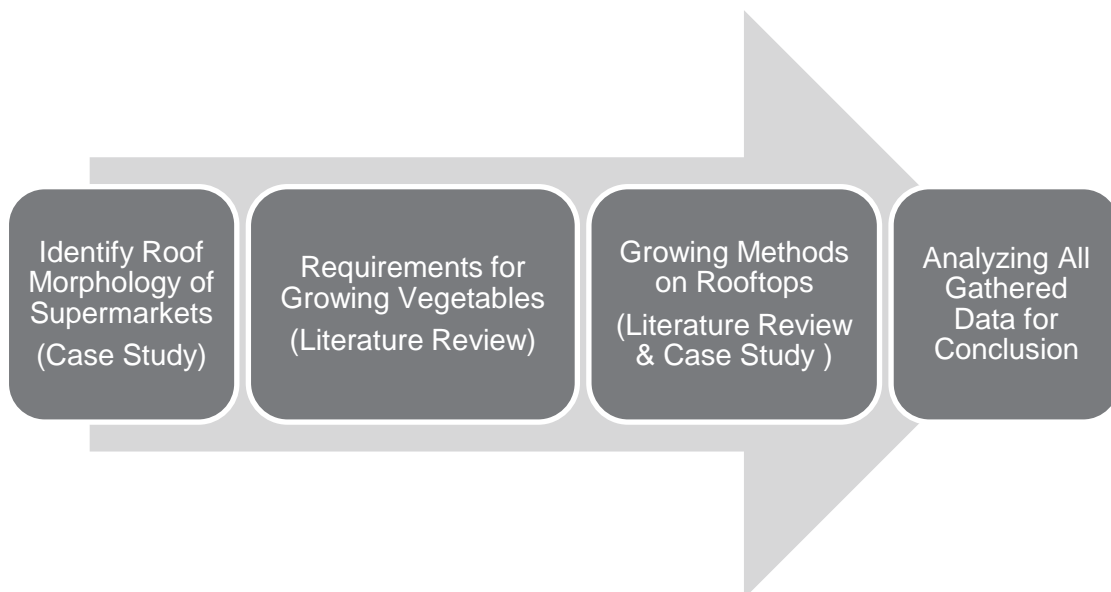 Identify Roof
Morphology of
Supermarkets
(Case Study)
Requirements for
Growing Vegetables
(Literature Review)
Growing Methods
on Rooftops
(Literature Review
& Case Study )
Analyzing All
Gathered
Data for
Conclusion